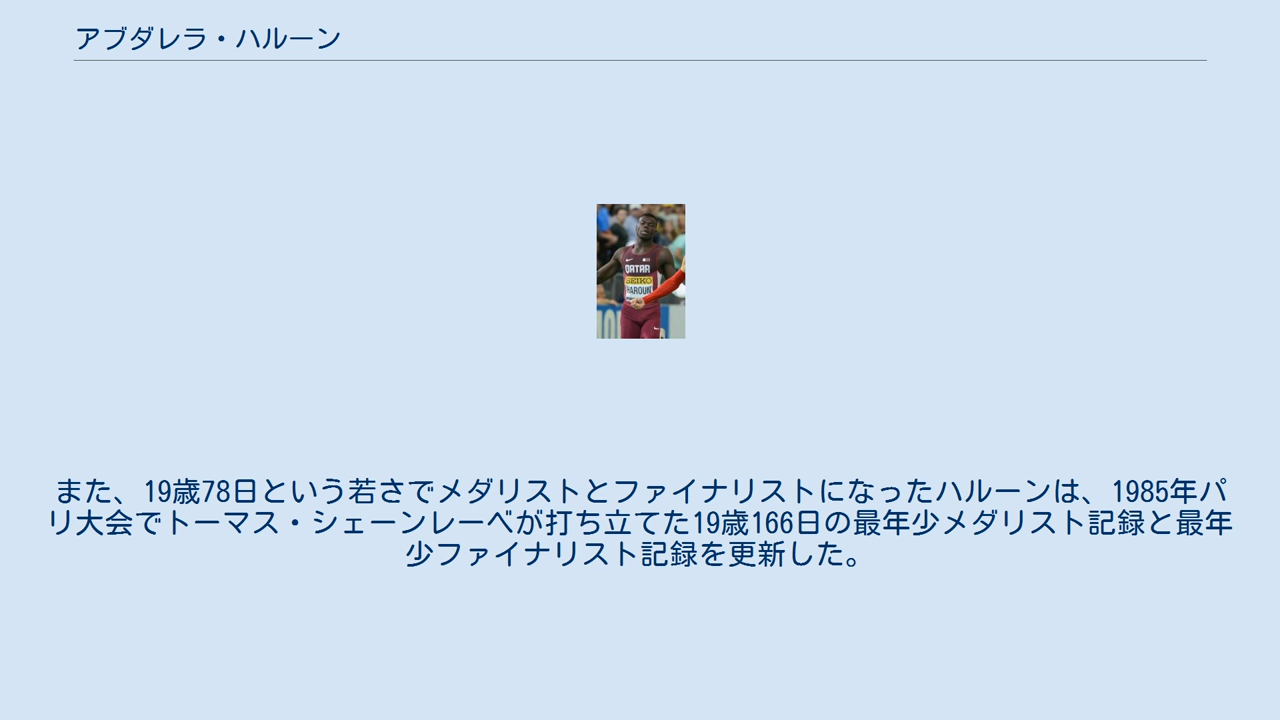 アブダレラ・ハルーン
QATAR
SEIKO
HAROUN
また、19歳78日という若さでメダリストとファイナリストになったハルーンは、1985年パ
リ大会でトーマス・シェーンレーベが打ち立てた19歳166日の最年少メダリスト記録と最年
少ファイナリスト記録を更新した。